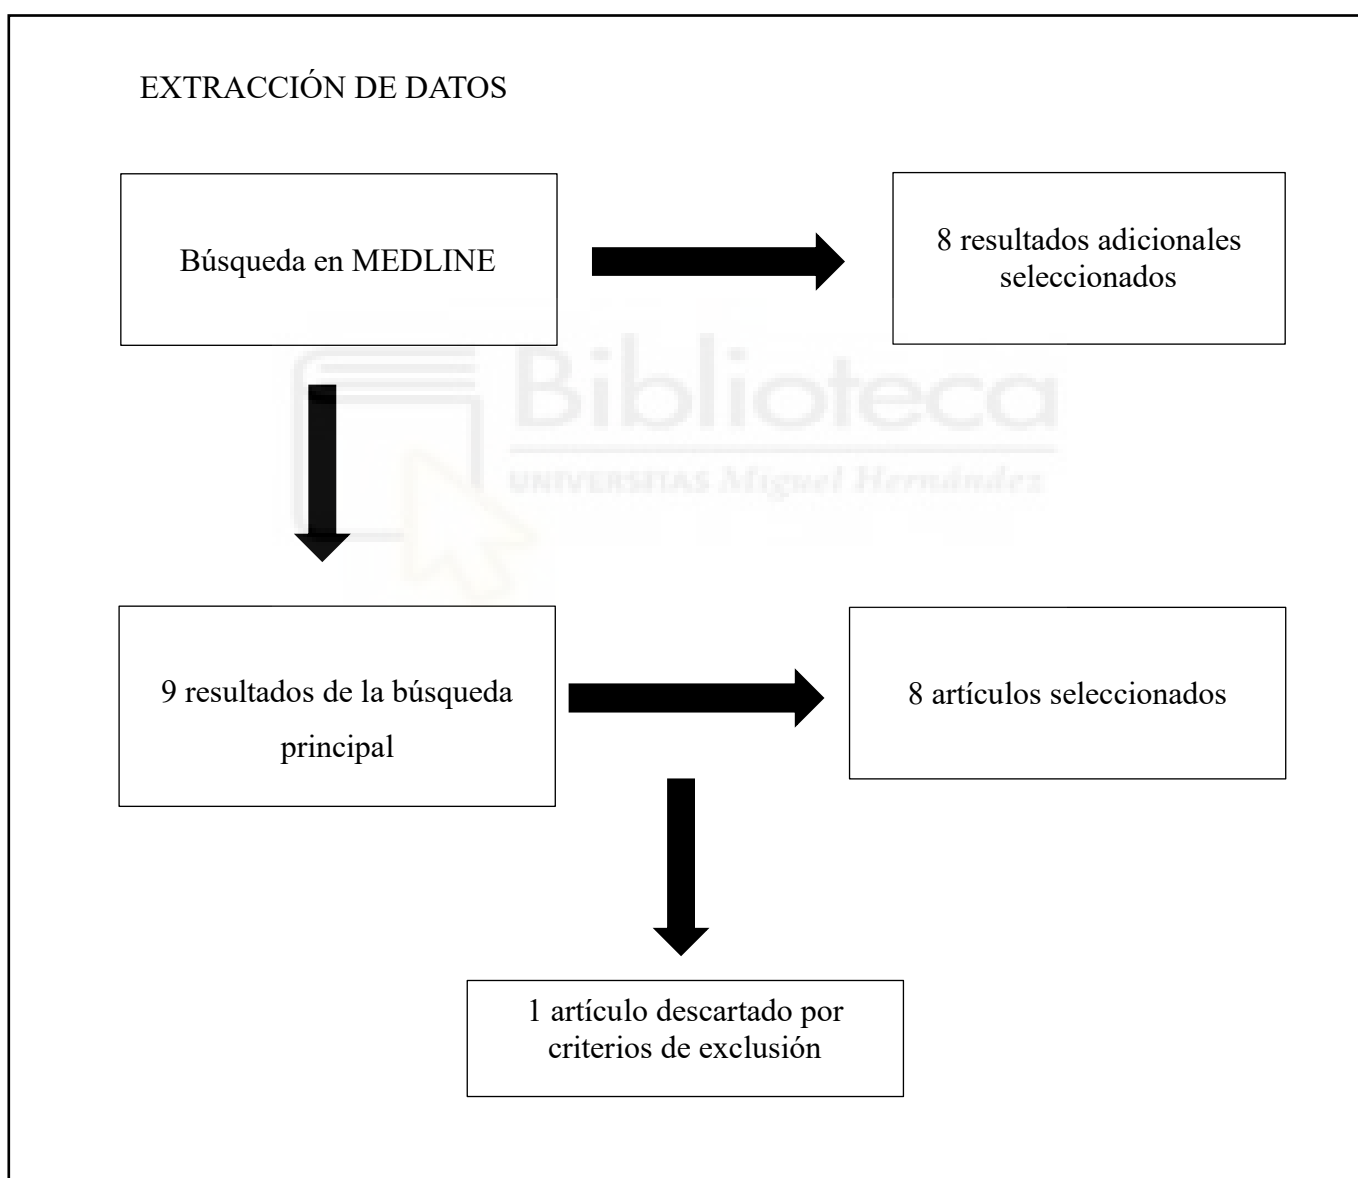 EXTRACCIÓN DE DATOS
Búsqueda en MEDLINE
8 resultados adicionales
seleccionados
Biblioteca
UNIVERSITAS Miguel Hernández
9 resultados de la búsqueda
principal
8 artículos seleccionados
1 artículo descartado por
criterios de exclusión